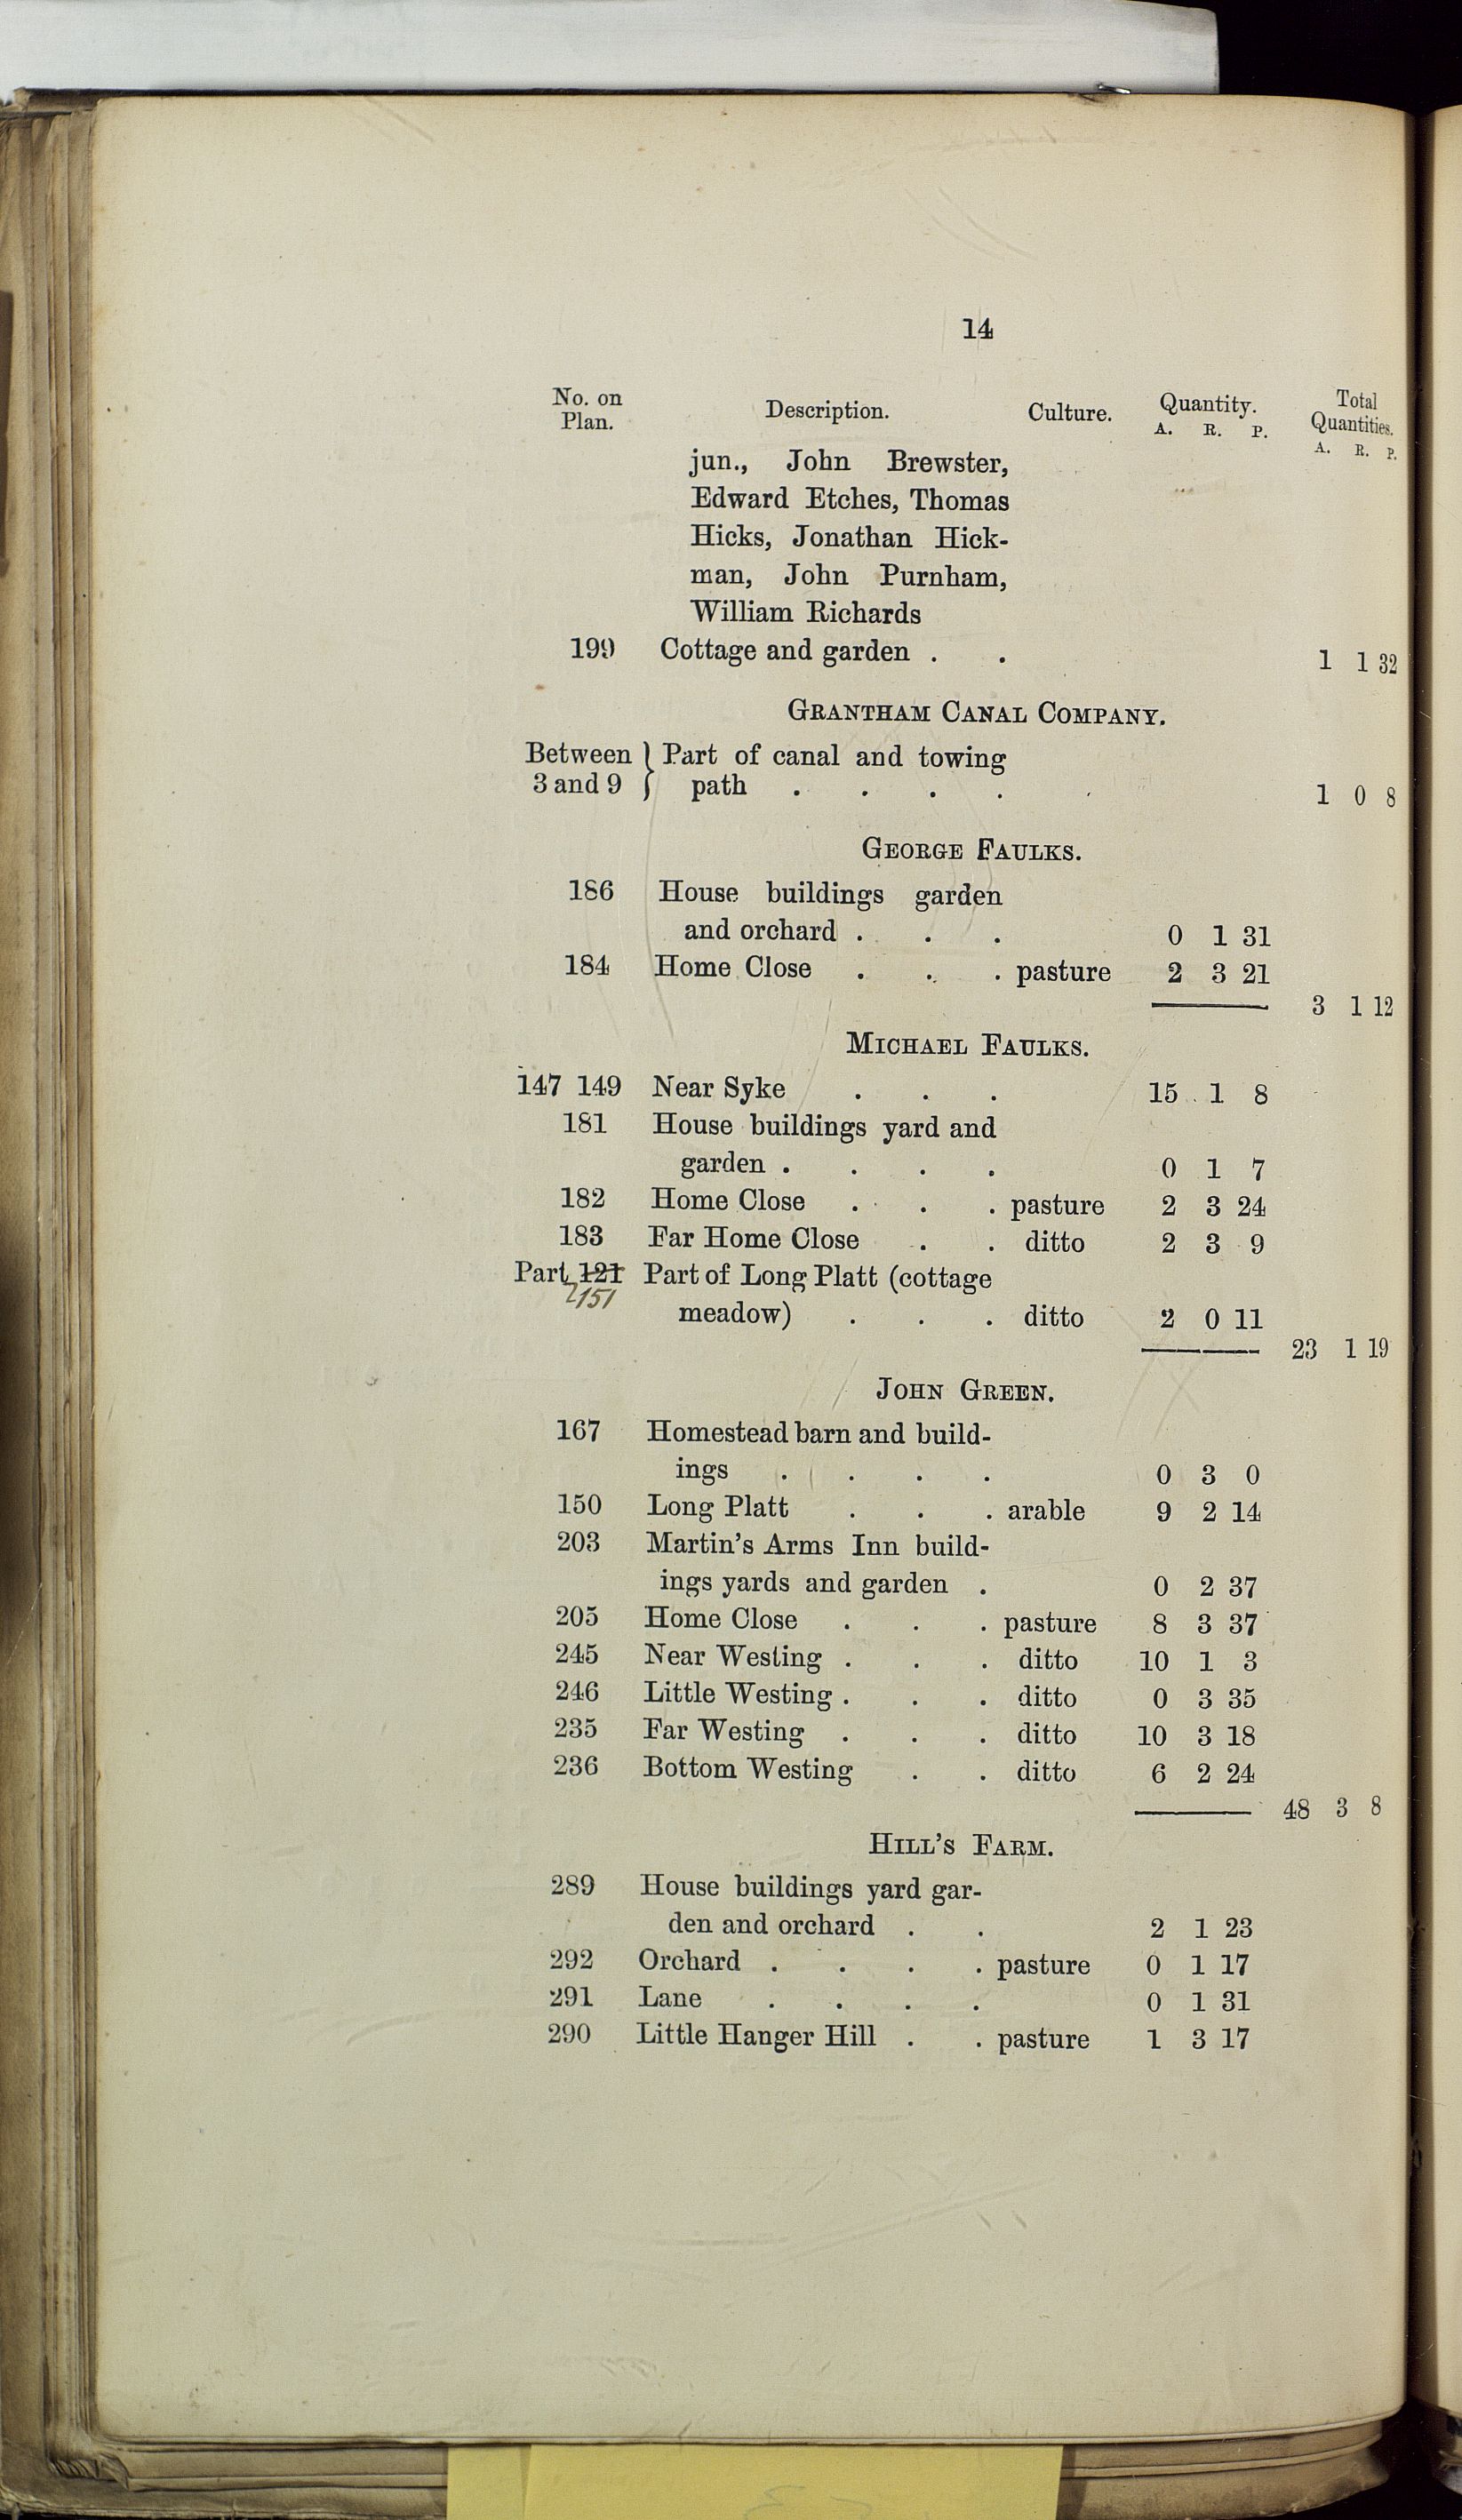 14
No. on Plan. Description. Culture. Quantity. A. R. P. Total Quantities. A. R. P.
jun., John Brewster,
Edward Etches, Thomas
Hicks, Jonathan Hick-
man, John Purnham,
William Richards
199 Cottage and garden . . 1 1 32
GRANTHAM CANAL COMPANY.
Between } Part of canal and towing
3 and 9 } path . . . . 1 0 8
GEORGE FAULKS.
186 House buildings garden
and orchard . . . 0 1 31
184 Home Close . . . pasture 2 3 21
3 1 12
MICHAEL FAULKS.
147 149 Near Syke . . . 15 1 8
181 House buildings yard and
garden . . . . 0 1 7
182 Home Close . . . pasture 2 3 24
183 Far Home Close . . ditto 2 3 9
Part 121 Part of Long Platt (cottage
151
meadow) . . . ditto 2 0 11
23 1 19
JOHN GREEN.
167 Homestead barn and build-
ings . . . . 0 3 0
150 Long Platt . . . arable 9 2 14
203 Martin's Arms Inn build-
ings yards and garden . 0 2 37
205 Home Close . . . pasture 8 3 37
245 Near Westing . . . ditto 10 1 3
246 Little Westing . . . ditto 0 3 35
235 Far Westing . . . ditto 10 3 18
236 Bottom Westing . . ditto 6 2 24
48 3 8
HILL'S FARM.
289 House buildings yard gar-
den and orchard . . 2 1 23
292 Orchard . . . . pasture 0 1 17
291 Lane . . . . 0 1 31
290 Little Hanger Hill . . pasture 1 3 17